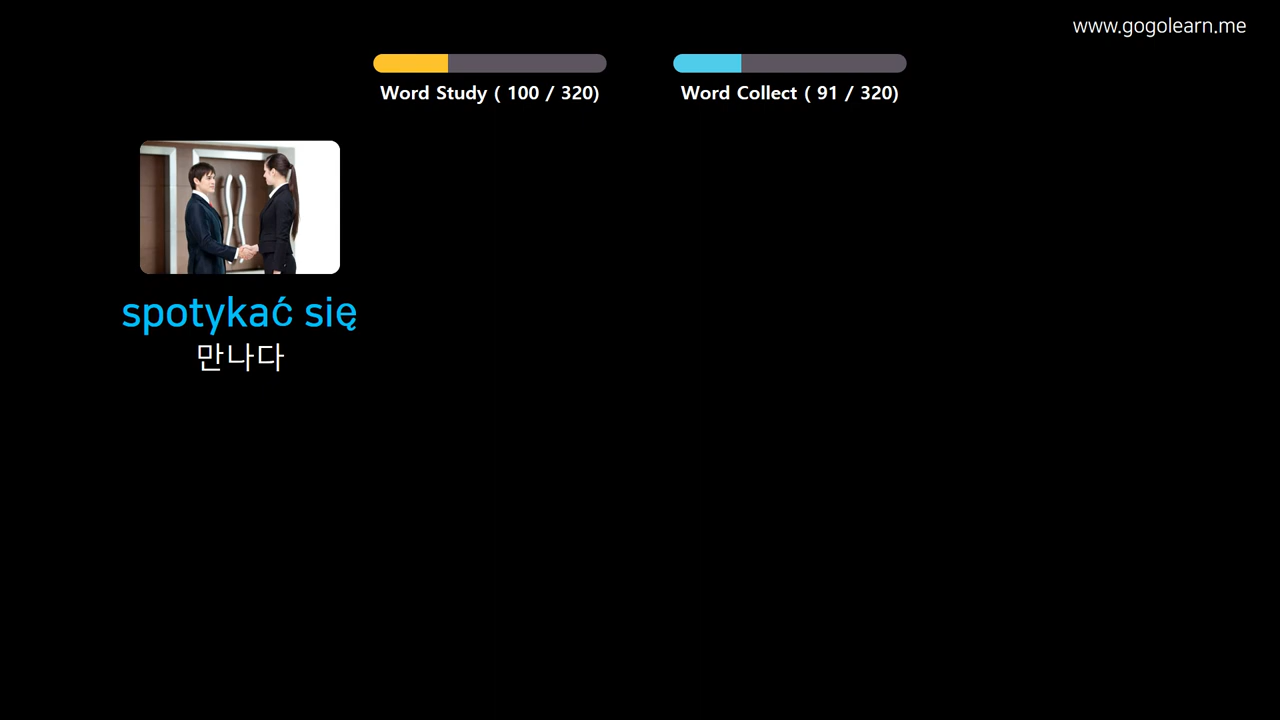 www.gogolearn.me
Word Study ( 100 / 320)
Word Collect ( 91 / 320)
spotykać się
만나다